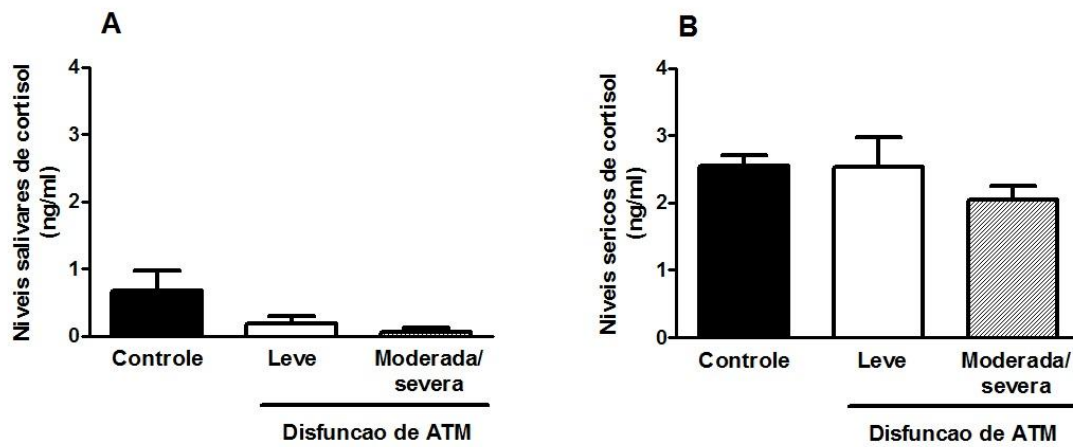 A
Niveis salivares de cortisol
(ng/ml)
4
3
2
1
0
Controle
Leve
Moderada/
severa
Disfuncao de ATM
B
Niveis sericos de cortisol
(ng/ml)
4
3
2
1
0
Controle
Leve
Moderada/
severa
Disfuncao de ATM